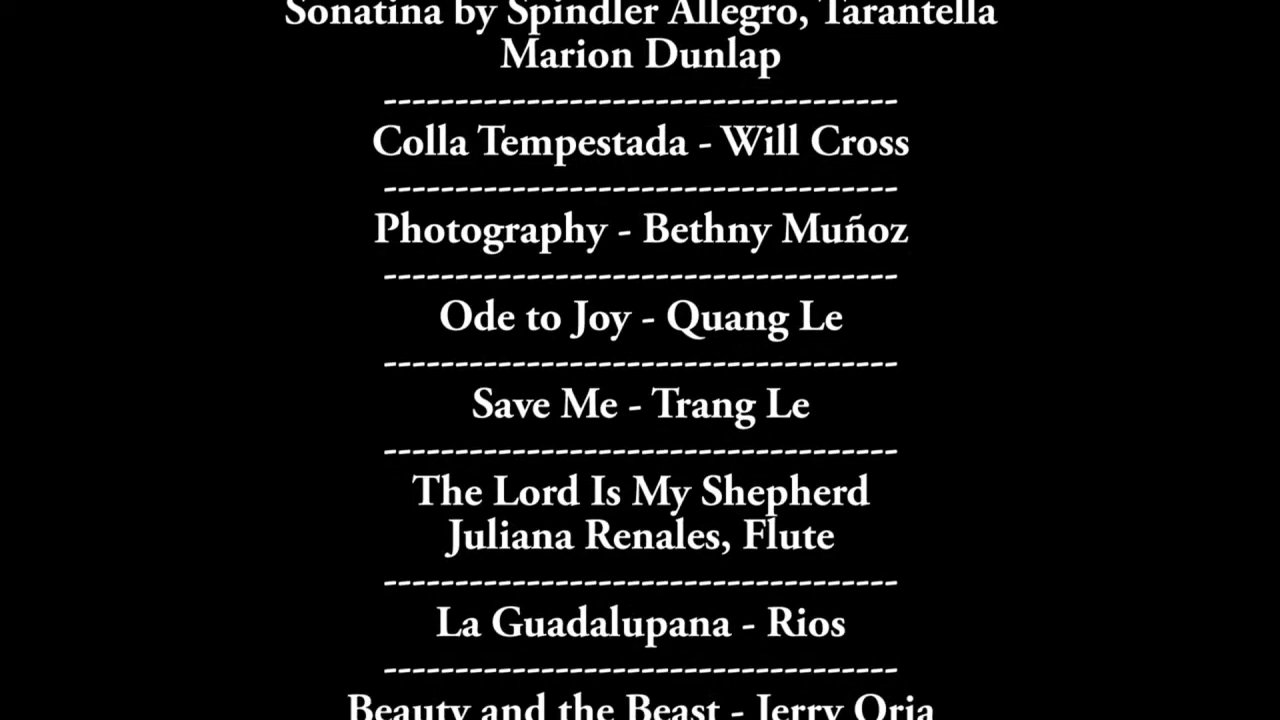 Sonatina by Spindler Allegro, Tarantella
Marion Dunlap
------------------------------------
Colla Tempestada - Will Cross
------------------------------------
Photography - Bethny Muñoz
------------------------------------
Ode to Joy - Quang Le
------------------------------------
Save Me - Trang Le
------------------------------------
The Lord Is My Shepherd
Juliana Renales, Flute
------------------------------------
La Guadalupana - Rios
------------------------------------
Beauty and the Beast - Jerry Oria